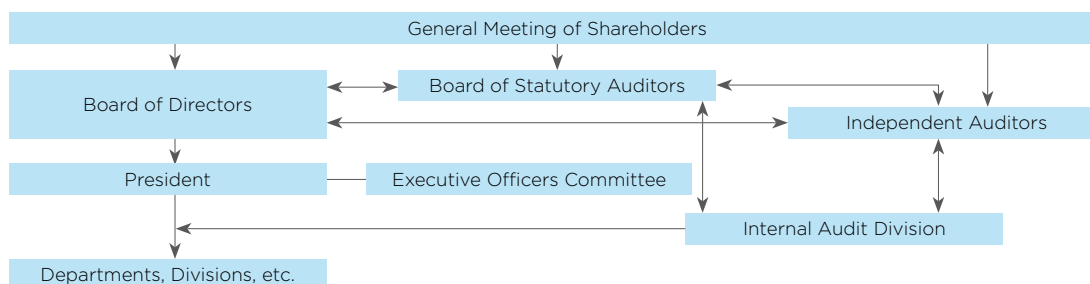 General Meeting of Shareholders
Board of Directors
Board of Statutory Auditors
Independent Auditors
President
Executive Officers Committee
Internal Audit Division
Departments, Divisions, etc.